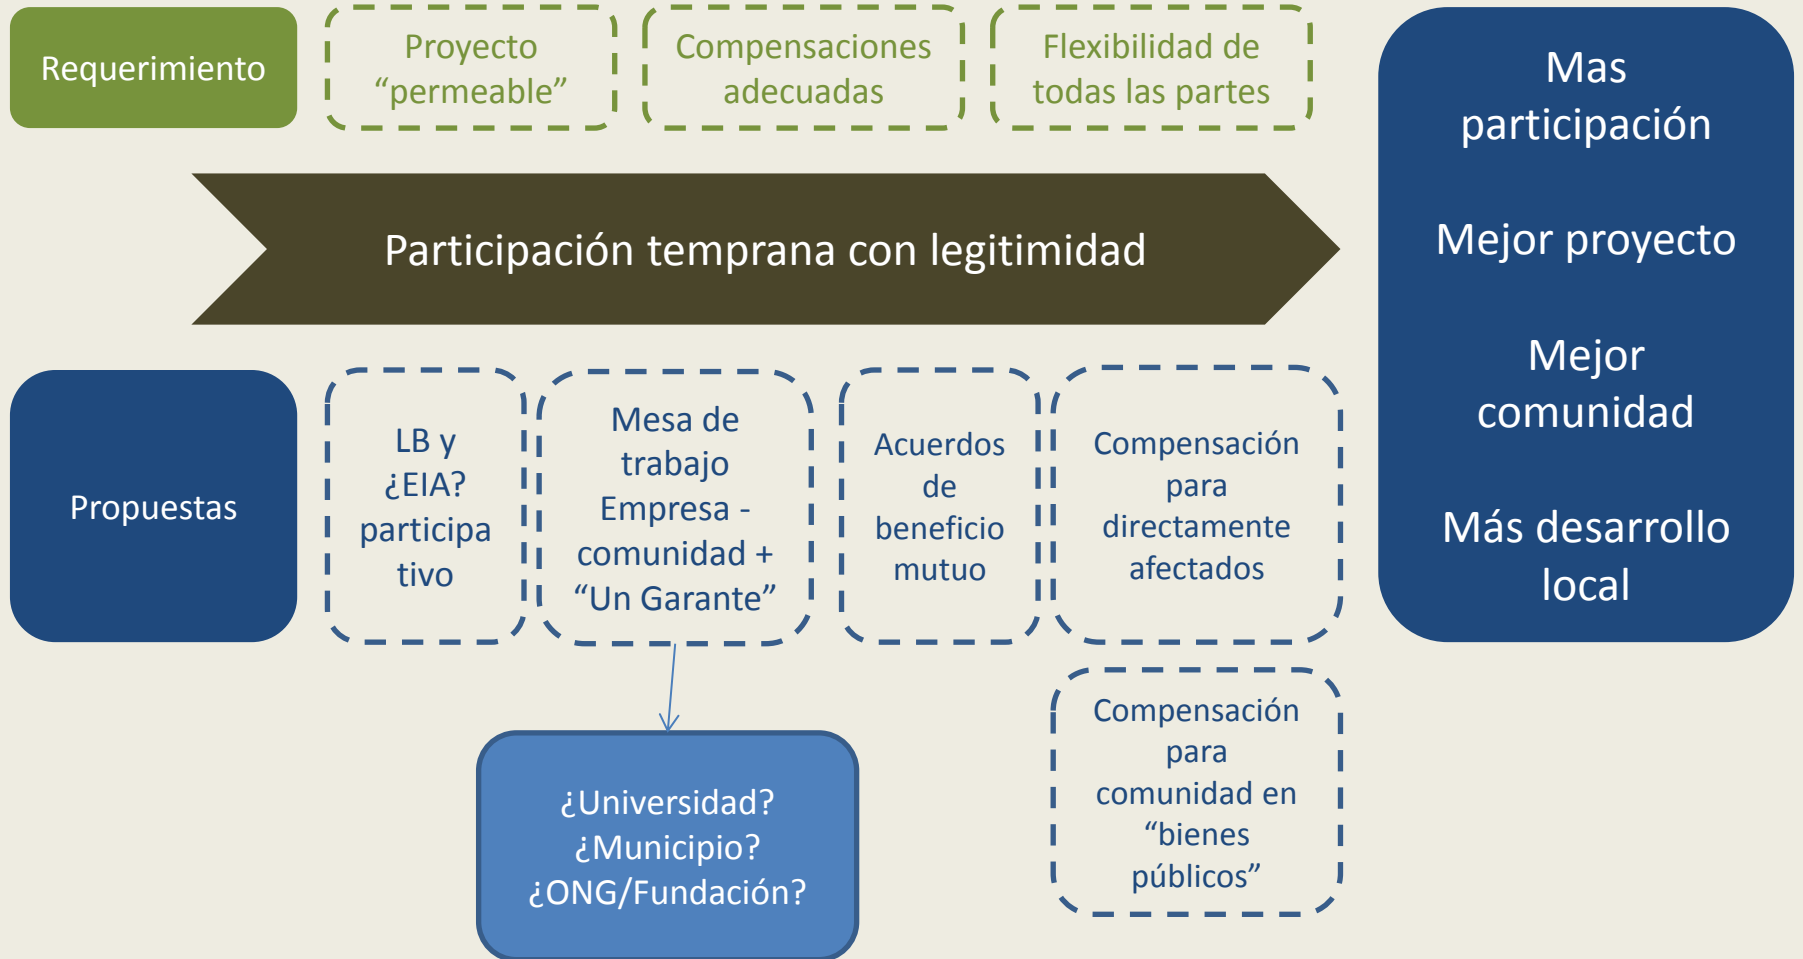 Requerimiento
Proyecto
“permeable”
Compensaciones
adecuadas
Flexibilidad de
todas las partes
Participación temprana con legitimidad
Propuestas
LB y
¿EIA?
participa
tivo
Mesa de
trabajo
Empresa -
comunidad +
“Un Garante”
Acuerdos
de
beneficio
mutuo
Compensación
para
directamente
afectados
¿Universidad?
¿Municipio?
¿ONG/Fundación?
Compensación
para
comunidad en
“bienes
públicos”
Mas
participación
Mejor proyecto
Mejor
comunidad
Más desarrollo
local